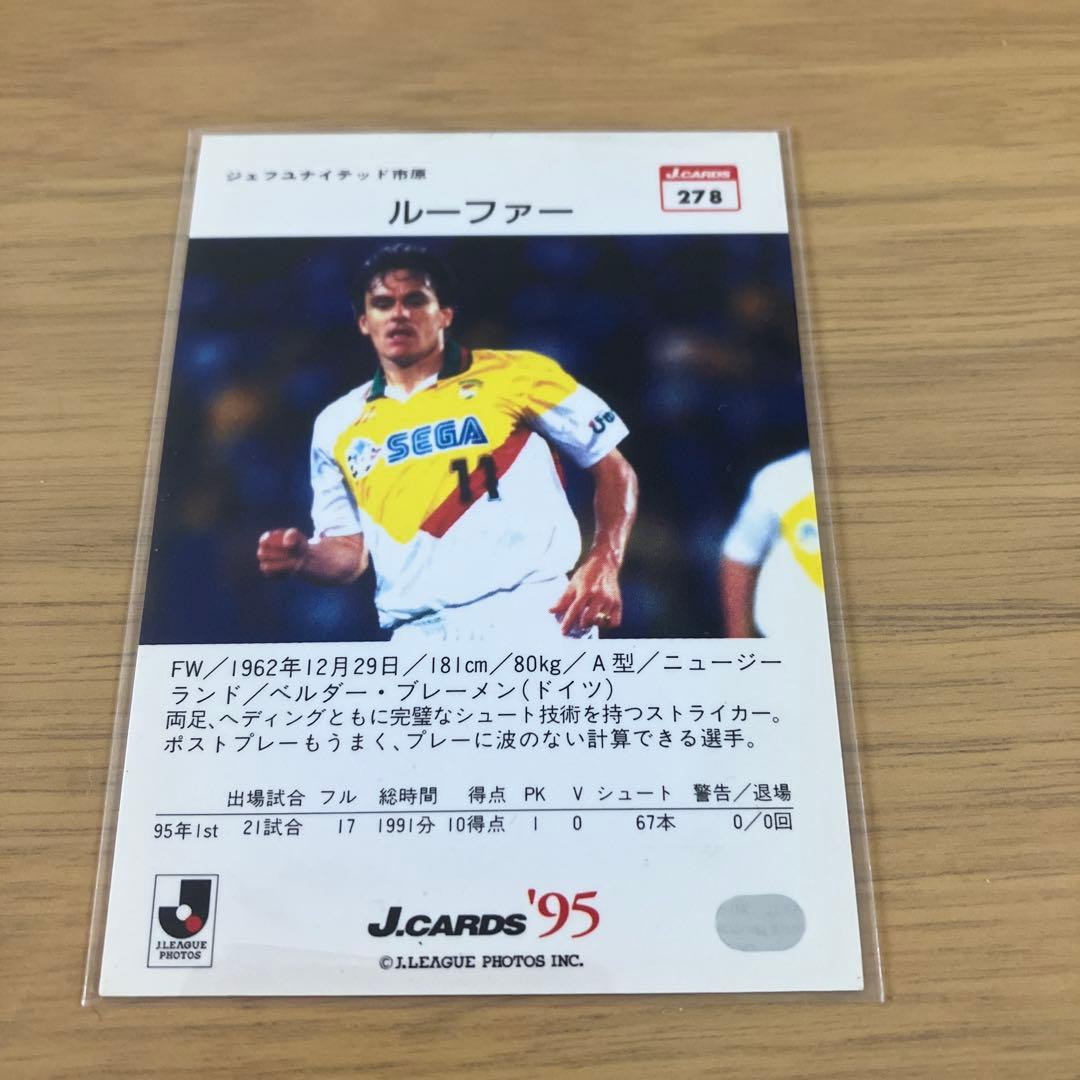 ジェフユナイテッド市原
J.CARDS
278
ルーファー
SEGA
11
FW／1962年12月29日／181cm／80kg／A型／ニュージー
ランド／ベルダー・ブレーメン(ドイツ)
両足、ヘディングともに完璧なシュート技術を持つストライカー。
ポストプレーもうまく、プレーに波のない計算できる選手。
出場試合 フル 総時間 得点 PK V シュート 警告／退場
95年1st 21試合 17 1991分 10得点 1 0 67本 0／0回
J.LEAGUE
PHOTOS
J.CARDS '95
©J.LEAGUE PHOTOS INC.